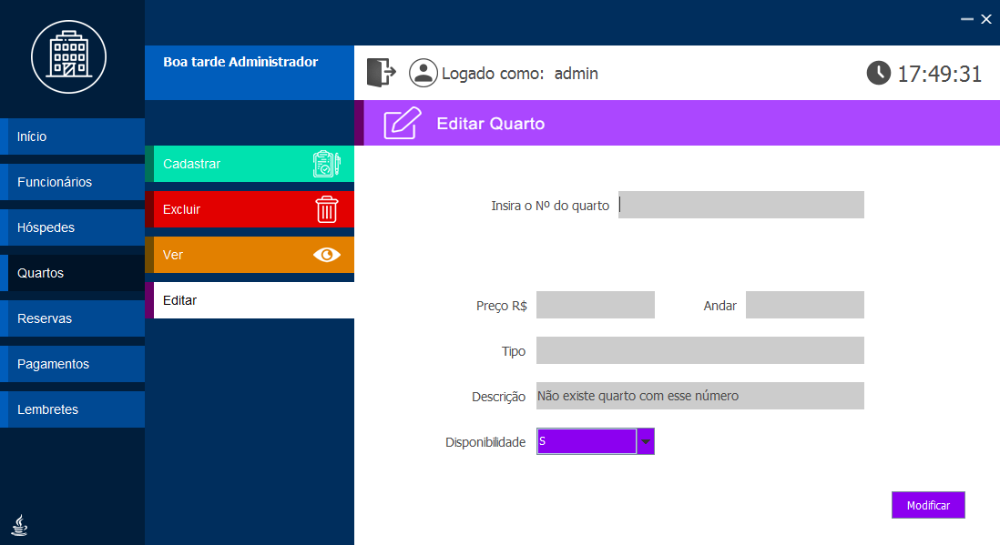 Boa tarde Administrador
Logado como: admin
17:49:31
Editar Quarto
Início
Funcionários
Hóspedes
Quartos
Reservas
Pagamentos
Lembretes
Cadastrar
Excluir
Ver
Editar
Insira o Nº do quarto
Preço R$
Andar
Tipo
Descrição Não existe quarto com esse número
Disponibilidade S
Modificar